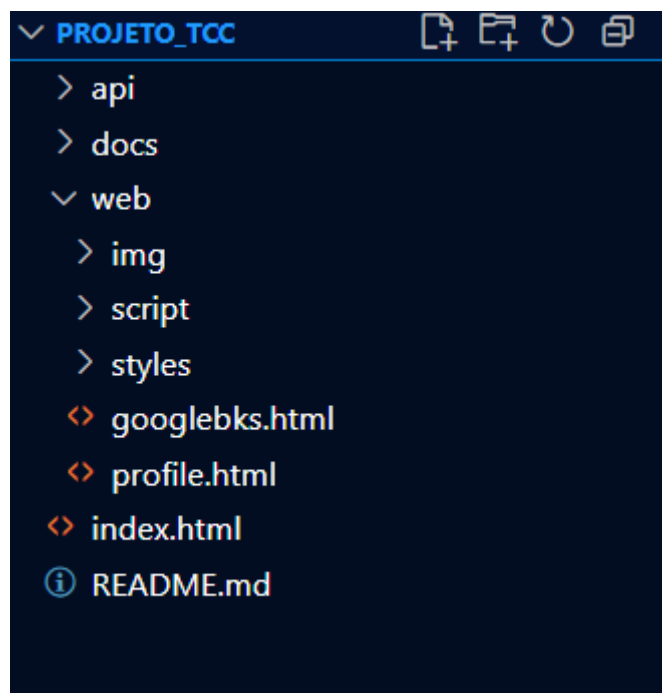 PROJETO_TCC
api
docs
web
img
script
styles
googlebks.html
profile.html
index.html
README.md